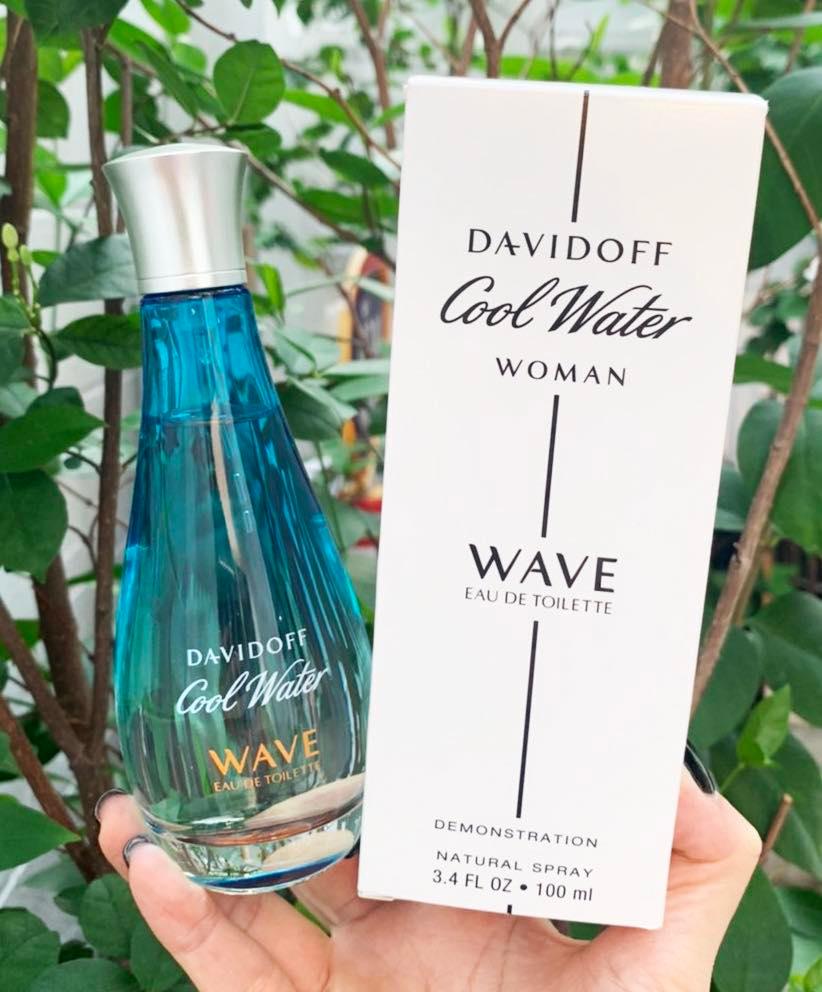 DAVIDOFF
Cool Water
WAVE
EAU DE TOILETTE
DAVIDOFF
Cool Water
WOMAN
WAVE
EAU DE TOILETTE
DEMONSTRATION
NATURAL SPRAY
3.4 FL OZ • 100 ml